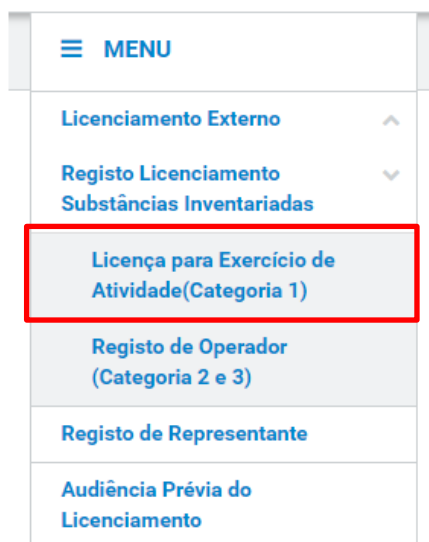 MENU
Licenciamento Externo
Registo Licenciamento
Substâncias Inventariadas
Licença para Exercício de
Atividade(Categoria 1)
Registo de Operador
(Categoria 2 e 3)
Registo de Representante
Audiência Prévia do
Licenciamento